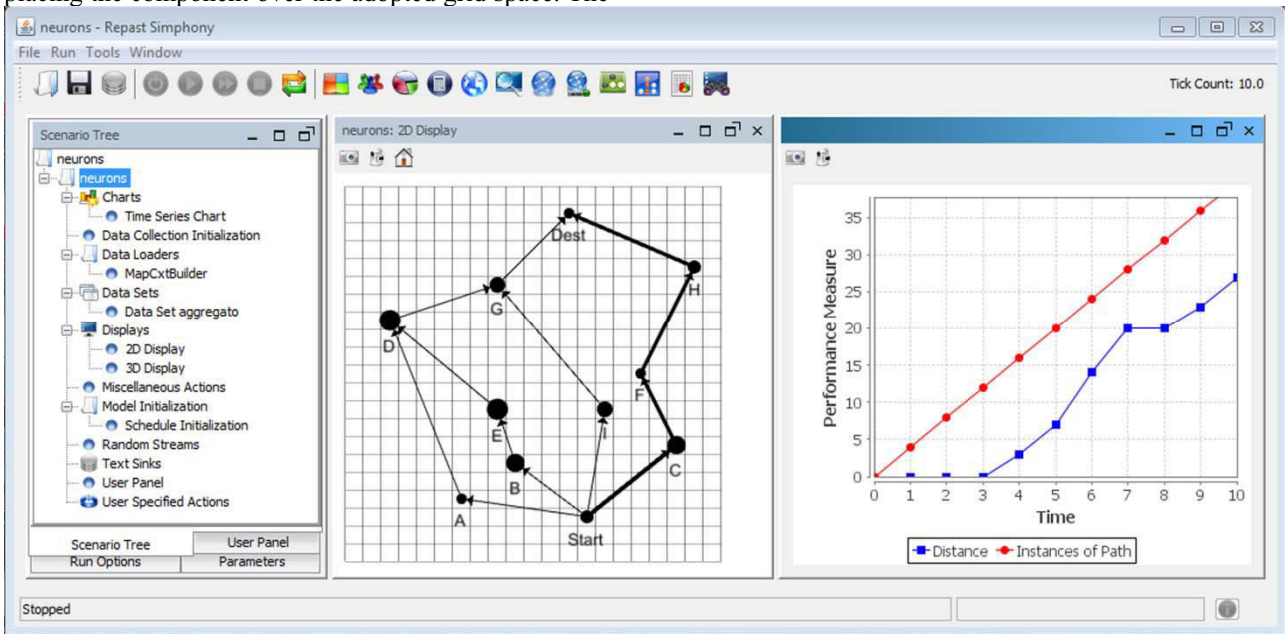 placing the component over the adopted grid space. The
neurons - Repast Simphony
File Run Tools Window
Tick Count: 10.0
Scenario Tree
neurons
neurons
Charts
Time Series Chart
Data Collection Initialization
Data Loaders
MapCxtBuilder
Data Sets
Data Set aggregato
Displays
2D Display
3D Display
Miscellaneous Actions
Model Initialization
Schedule Initialization
Random Streams
Text Sinks
User Panel
User Specified Actions
Scenario Tree
User Panel
Run Options
Parameters
neurons: 2D Display
Dest
H
G
D
F
E
I
C
B
A
Start
Performance Measure
35
30
25
20
15
10
5
0
0 1 2 3 4 5 6 7 8 9 10
Time
Distance Instances of Path
Stopped